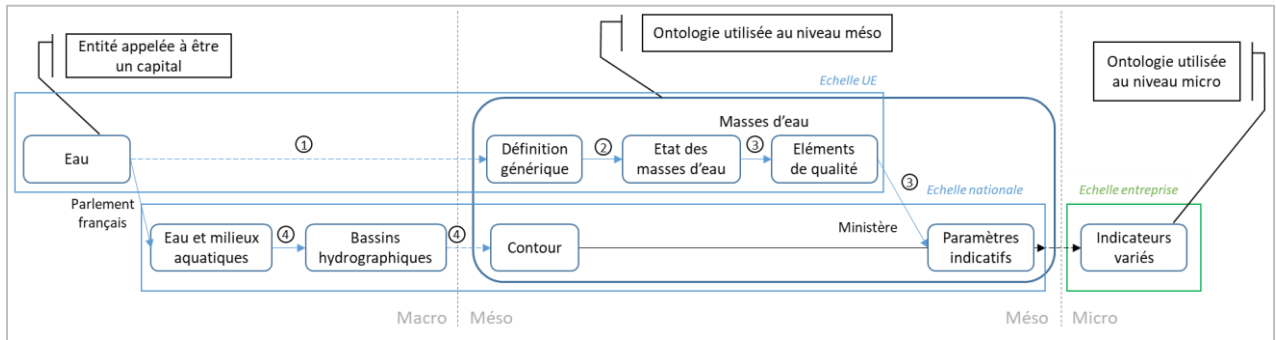 Entité appelée à être
un capital
Ontologie utilisée au niveau méso
Ontologie utilisée
au niveau micro
Echelle UE
Masses d'eau
Eau
①
Définition
générique
②
Etat des
masses d'eau
③
Eléments
de qualité
③
Echelle nationale
Echelle entreprise
Parlement
français
Eau et milieux
aquatiques
④
Bassins
hydrographiques
④
Contour
Ministère
Paramètres
indicatifs
Indicateurs
variés
Macro
Méso
Méso
Micro